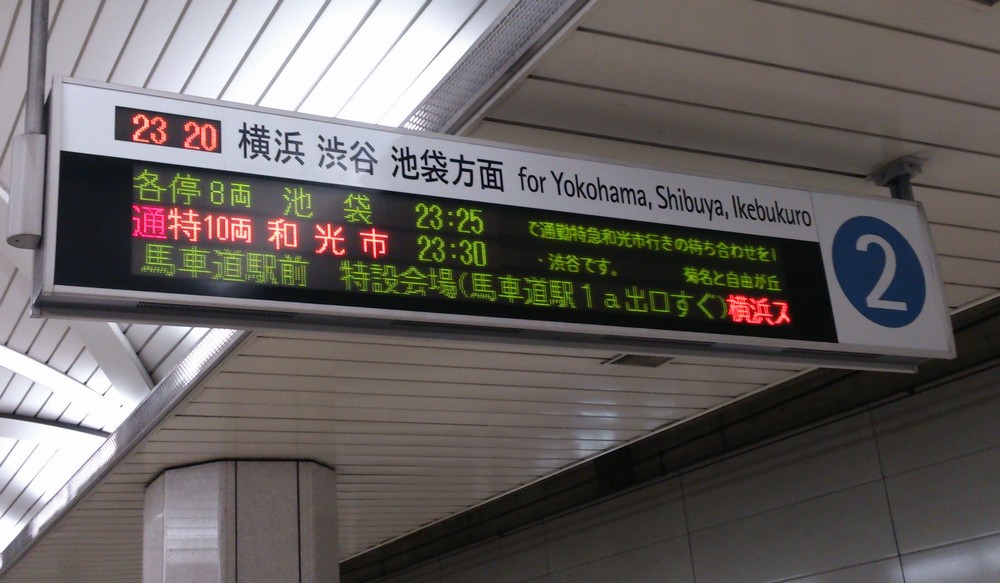 23 20 横浜 渋谷 池袋方面 for Yokohama, Shibuya, Ikebukuro
各停8両 池 袋 23:25 で通勤特急和光市行きの待ち合わせを
通特10両 和 光 市 23:30 ・渋谷です。 菊名と自由が丘
馬車道駅前 特設会場(馬車道駅1a出口すぐ)横浜ス
2